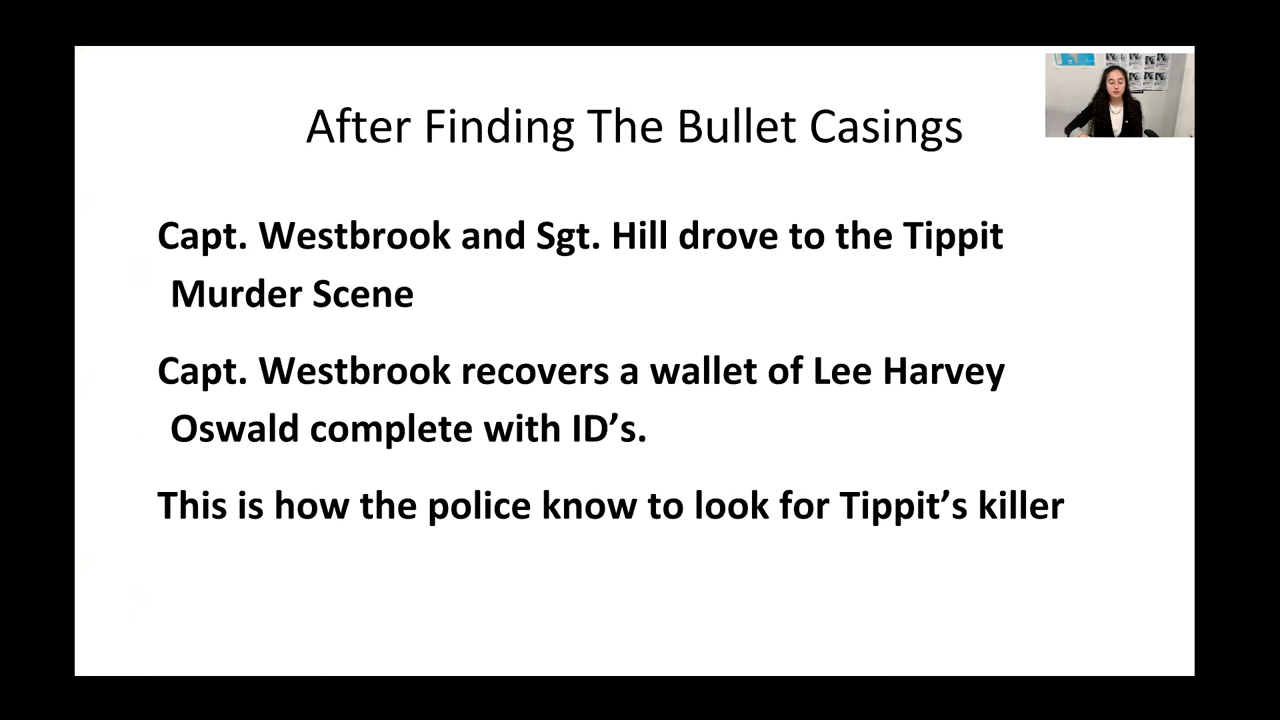 After Finding The Bullet Casings
Capt. Westbrook and Sgt. Hill drove to the Tippit
Murder Scene
Capt. Westbrook recovers a wallet of Lee Harvey
Oswald complete with ID’s.
This is how the police know to look for Tippit’s killer